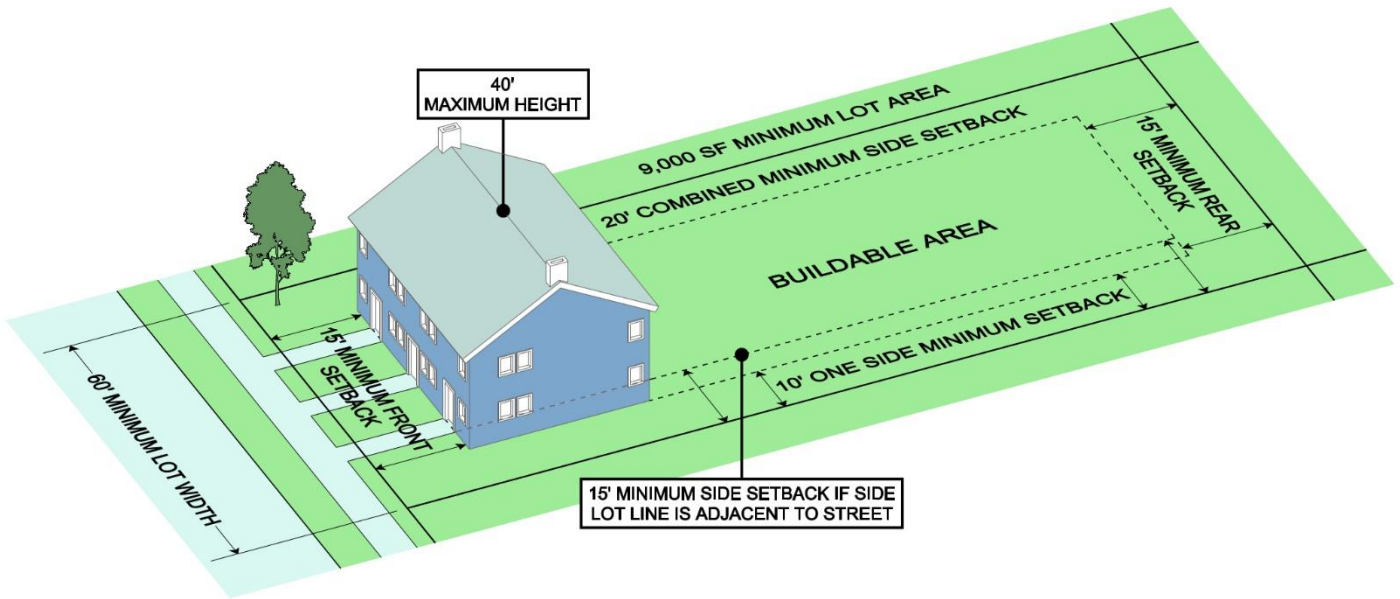 40'
MAXIMUM HEIGHT
9,000 SF MINIMUM LOT AREA
20' COMBINED MINIMUM SIDE SETBACK
15' MINIMUM REAR
SETBACK
BUILDABLE AREA
10' ONE SIDE MINIMUM SETBACK
15' MINIMUM FRONT
SETBACK
60' MINIMUM LOT WIDTH
15' MINIMUM SIDE SETBACK IF SIDE
LOT LINE IS ADJACENT TO STREET